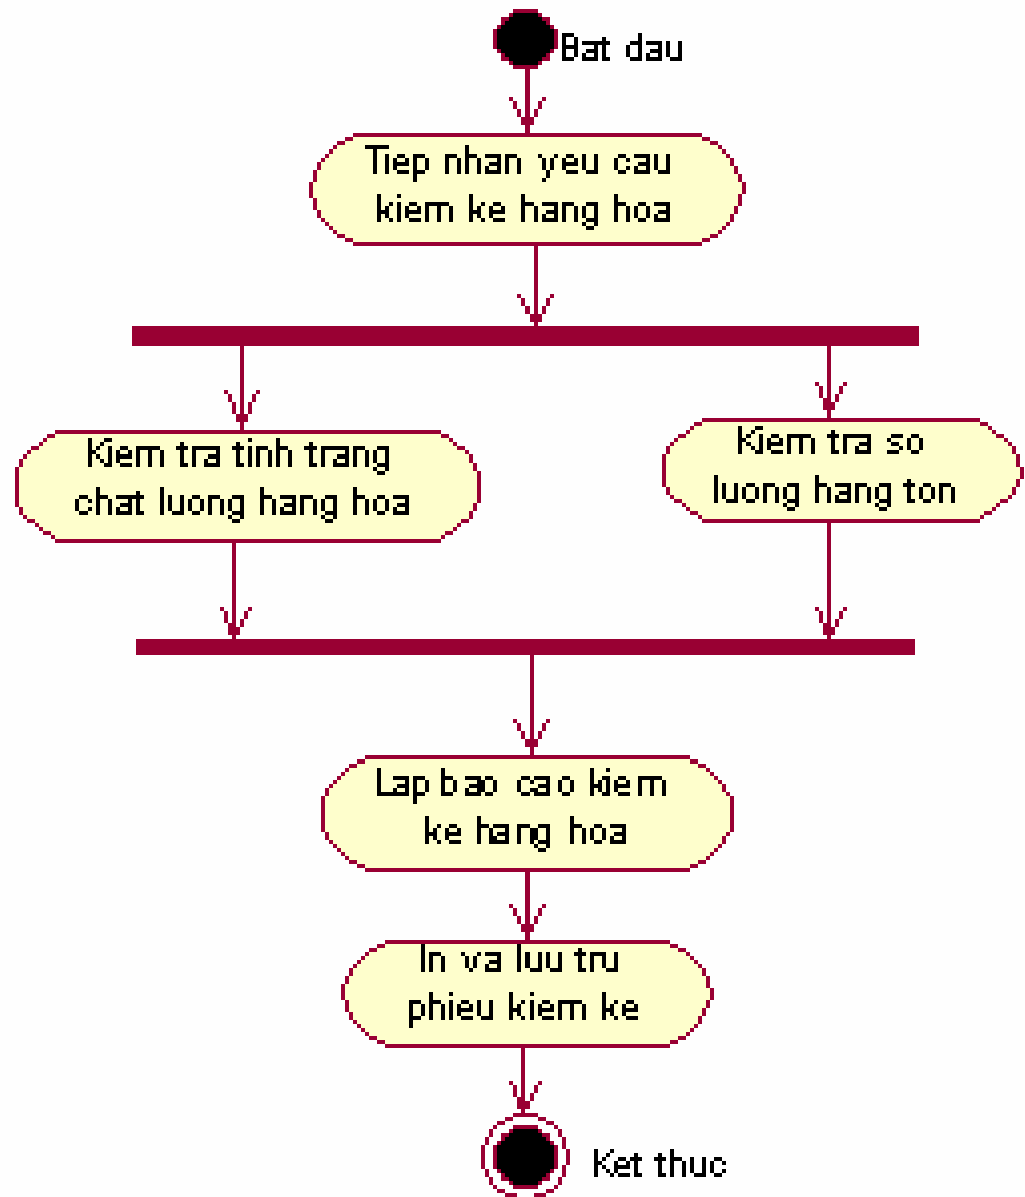 Bat dau
Tiep nhan yeu cau
kiem ke hang hoa
Kiem tra tinh trang
chat luong hang hoa
Kiem tra so
luong hang ton
Lap bao cao kiem
ke hang hoa
In va luu tru
phieu kiem ke
Ket thuc